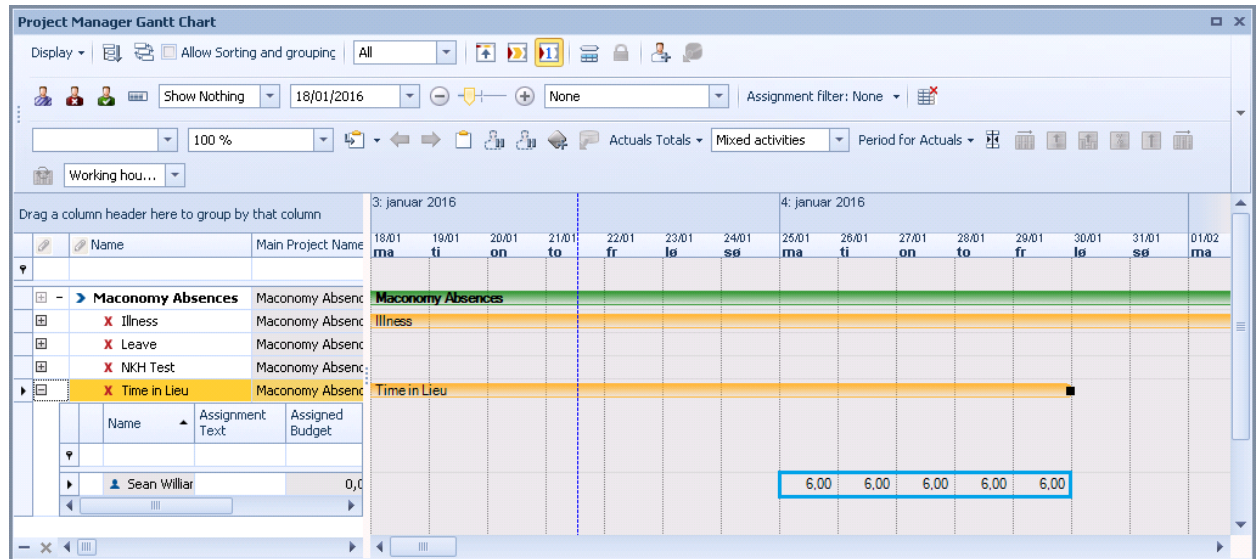 Project Manager Gantt Chart
Display Allow Sorting and grouping All
Show Nothing 18/01/2016 None Assignment filter: None
100 % Actuals Totals Mixed activities Period for Actuals
Working hou...
Drag a column header here to group by that column 3: januar 2016 4: januar 2016
Name Main Project Name 18/01 19/01 20/01 21/01 22/01 23/01 24/01 25/01 26/01 27/01 28/01 29/01 30/01 31/01 01/02
ma ti on to fr lø sø ma ti on to fr lø sø ma
Maconomy Absences Maconomy Absenc Maconomy Absences
Illness Maconomy Absenc Illness
Leave Maconomy Absenc
NKH Test Maconomy Absenc
Time in Lieu Maconomy Absenc Time in Lieu
Name Assignment Text Assigned Budget
Sean Williar 0,0 6,00 6,00 6,00 6,00 6,00